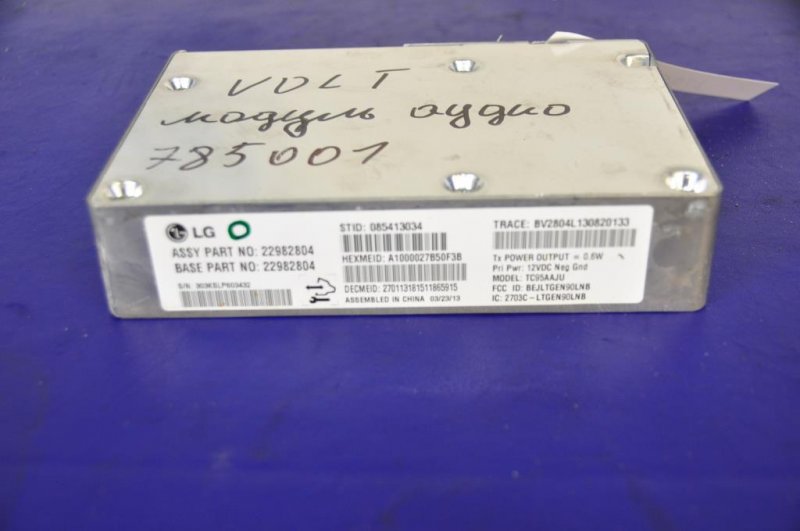 VOLT
модуль аудио
785001
LG
ASSY PART NO: 22982804
BASE PART NO: 22982804
S/N 303KSLP603432
STID: 085413034
HEXMEID: A1000027B50F3B
DECMEID: 270113181511865915
ASSEMBLED IN CHINA 03/23/13
TRACE: BV2804L130820133
Tx POWER OUTPUT = 0.6W
Pri Pwr: 12VDC Neg Gnd
MODEL: TC95AAJU
FCC ID: BEJLTGEN90LNB
IC: 2703C-LTGEN90LNB